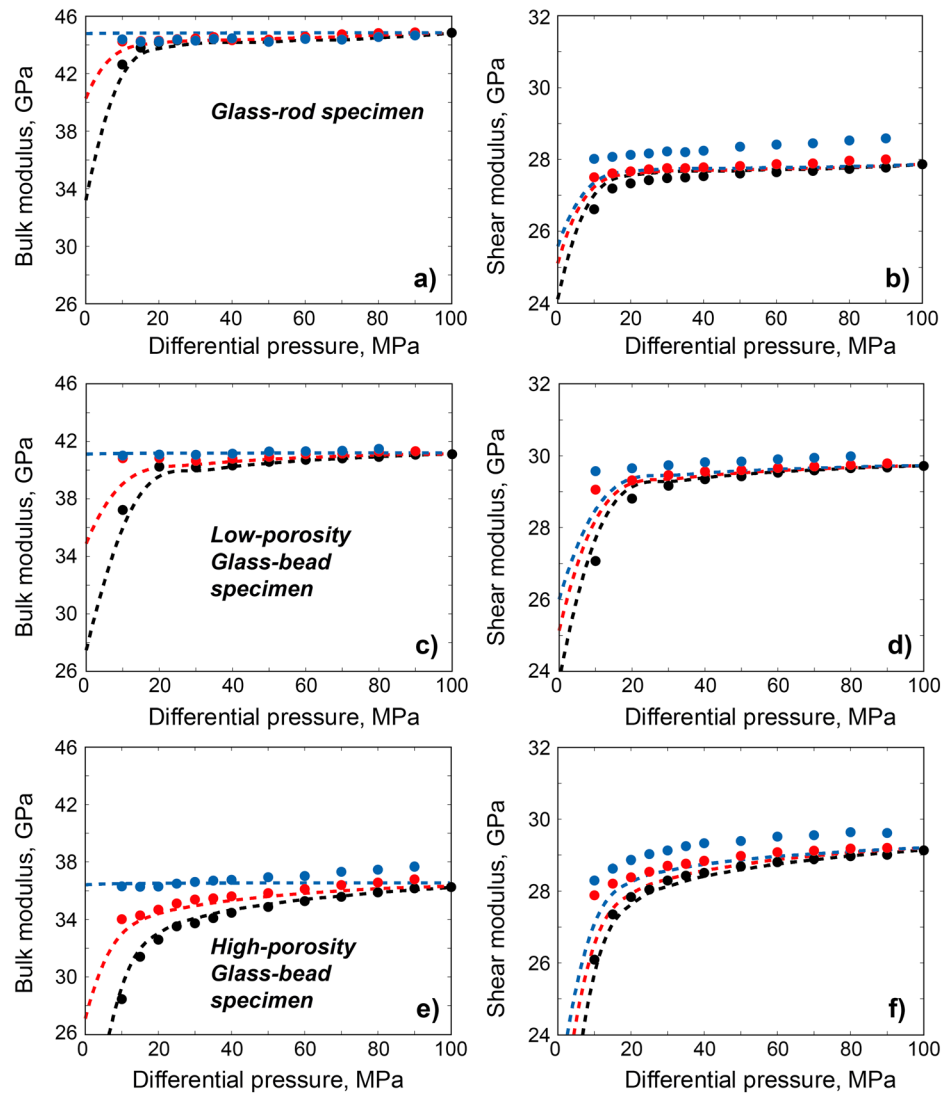 46
42
38
34
30
26
Bulk modulus, GPa
Glass-rod specimen
a)
0
20
40
60
80
100
Differential pressure, MPa
32
30
28
26
24
Shear modulus, GPa
b)
0
20
40
60
80
100
Differential pressure, MPa
46
42
38
34
30
26
Bulk modulus, GPa
Low-porosity
Glass-bead
specimen
c)
0
20
40
60
80
100
Differential pressure, MPa
32
30
28
26
24
Shear modulus, GPa
d)
0
20
40
60
80
100
Differential pressure, MPa
46
42
38
34
30
26
Bulk modulus, GPa
High-porosity
Glass-bead
specimen
e)
0
20
40
60
80
100
Differential pressure, MPa
32
30
28
26
24
Shear modulus, GPa
f)
0
20
40
60
80
100
Differential pressure, MPa